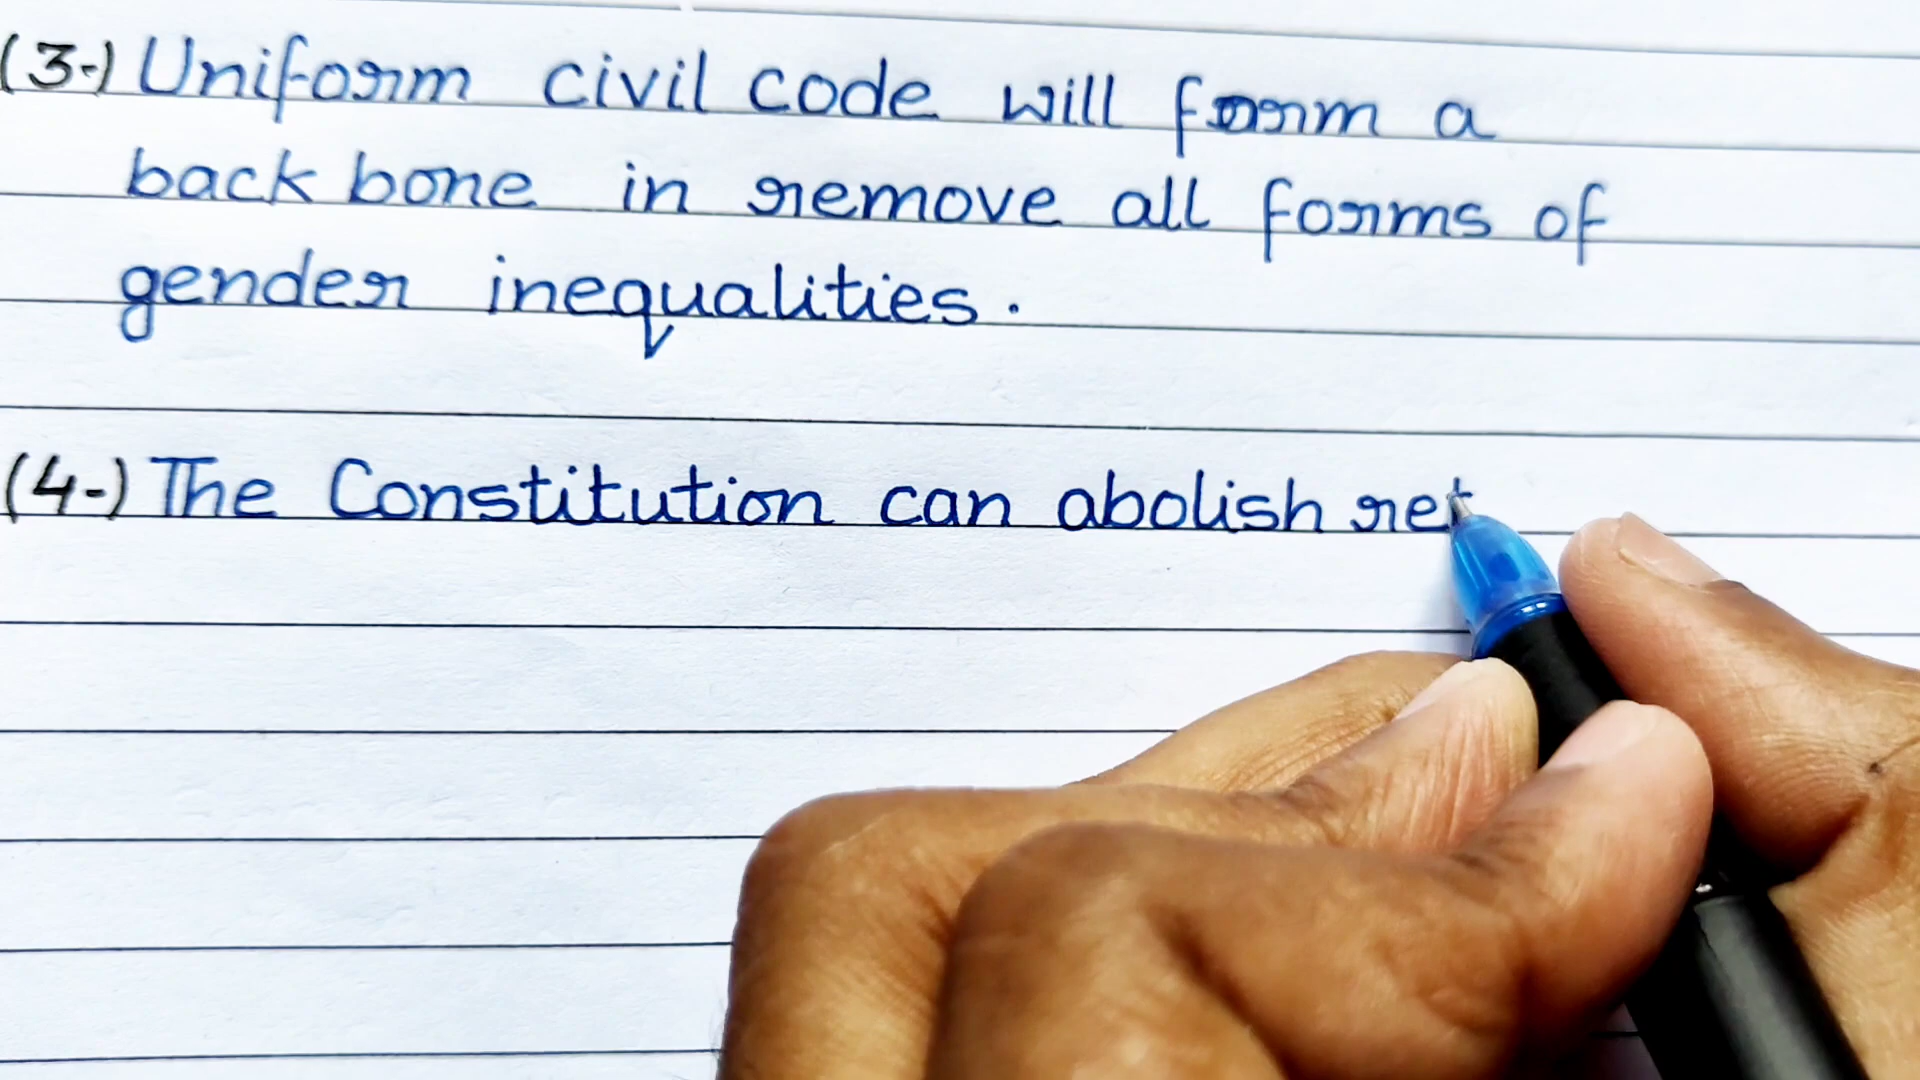 (3.) Uniform civil code will form a
back bone in remove all forms of
gender inequalities.
(4.) The Constitution can abolish ret